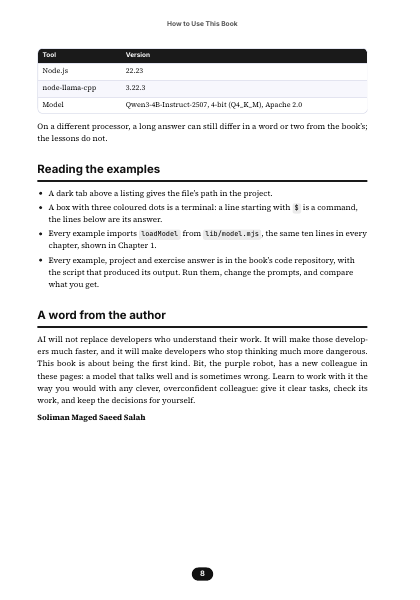 How to Use This Book
Tool Version
Node.js 22.23
node-llama-cpp 3.22.3
Model Qwen3-4B-Instruct-2507, 4-bit (Q4_K_M), Apache 2.0
On a different processor, a long answer can still differ in a word or two from the book's;
the lessons do not.
Reading the examples
• A dark tab above a listing gives the file's path in the project.
• A box with three coloured dots is a terminal: a line starting with $ is a command,
the lines below are its answer.
• Every example imports loadModel from lib/model.mjs, the same ten lines in every
chapter, shown in Chapter 1.
• Every example, project and exercise answer is in the book's code repository, with
the script that produced its output. Run them, change the prompts, and compare
what you get.
A word from the author
AI will not replace developers who understand their work. It will make those develop-
ers much faster, and it will make developers who stop thinking much more dangerous.
This book is about being the first kind. Bit, the purple robot, has a new colleague in
these pages: a model that talks well and is sometimes wrong. Learn to work with it the
way you would with any clever, overconfident colleague: give it clear tasks, check its
work, and keep the decisions for yourself.
Soliman Maged Saeed Salah
8